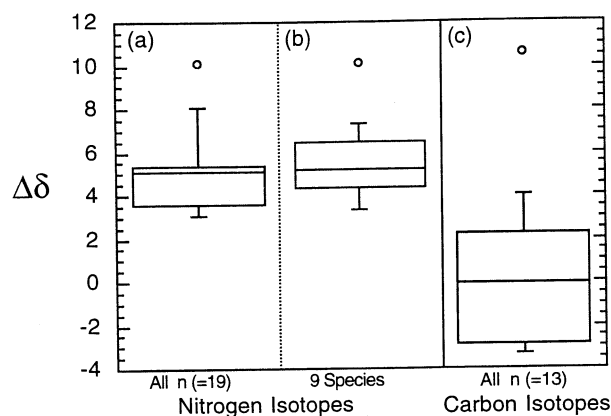 12
10
8
6
4
2
0
-2
-4
Δδ
(a)
(b)
(c)
All n (=19)
9 Species
All n (=13)
Nitrogen Isotopes
Carbon Isotopes